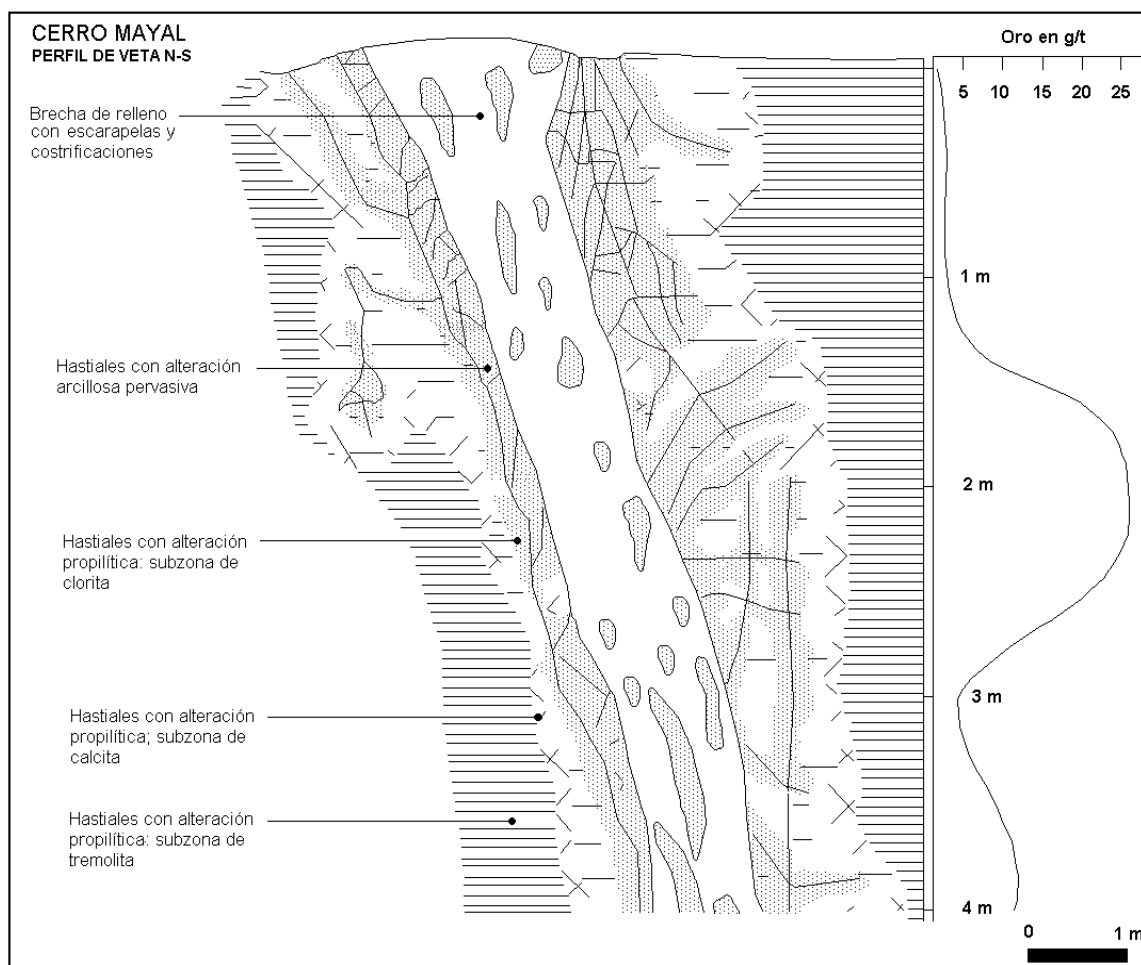 CERRO MAYAL
PERFIL DE VETA N-S
Oro en g/t
5 10 15 20 25
Brecha de relleno
con escarapelas y
costrificaciones
1 m
Hastiales con alteración
arcillosa pervasiva
2 m
Hastiales con alteración
propilítica: subzona de
clorita
3 m
Hastiales con alteración
propilítica; subzona de
calcita
Hastiales con alteración
propilítica: subzona de
tremolita
4 m
0 1 m